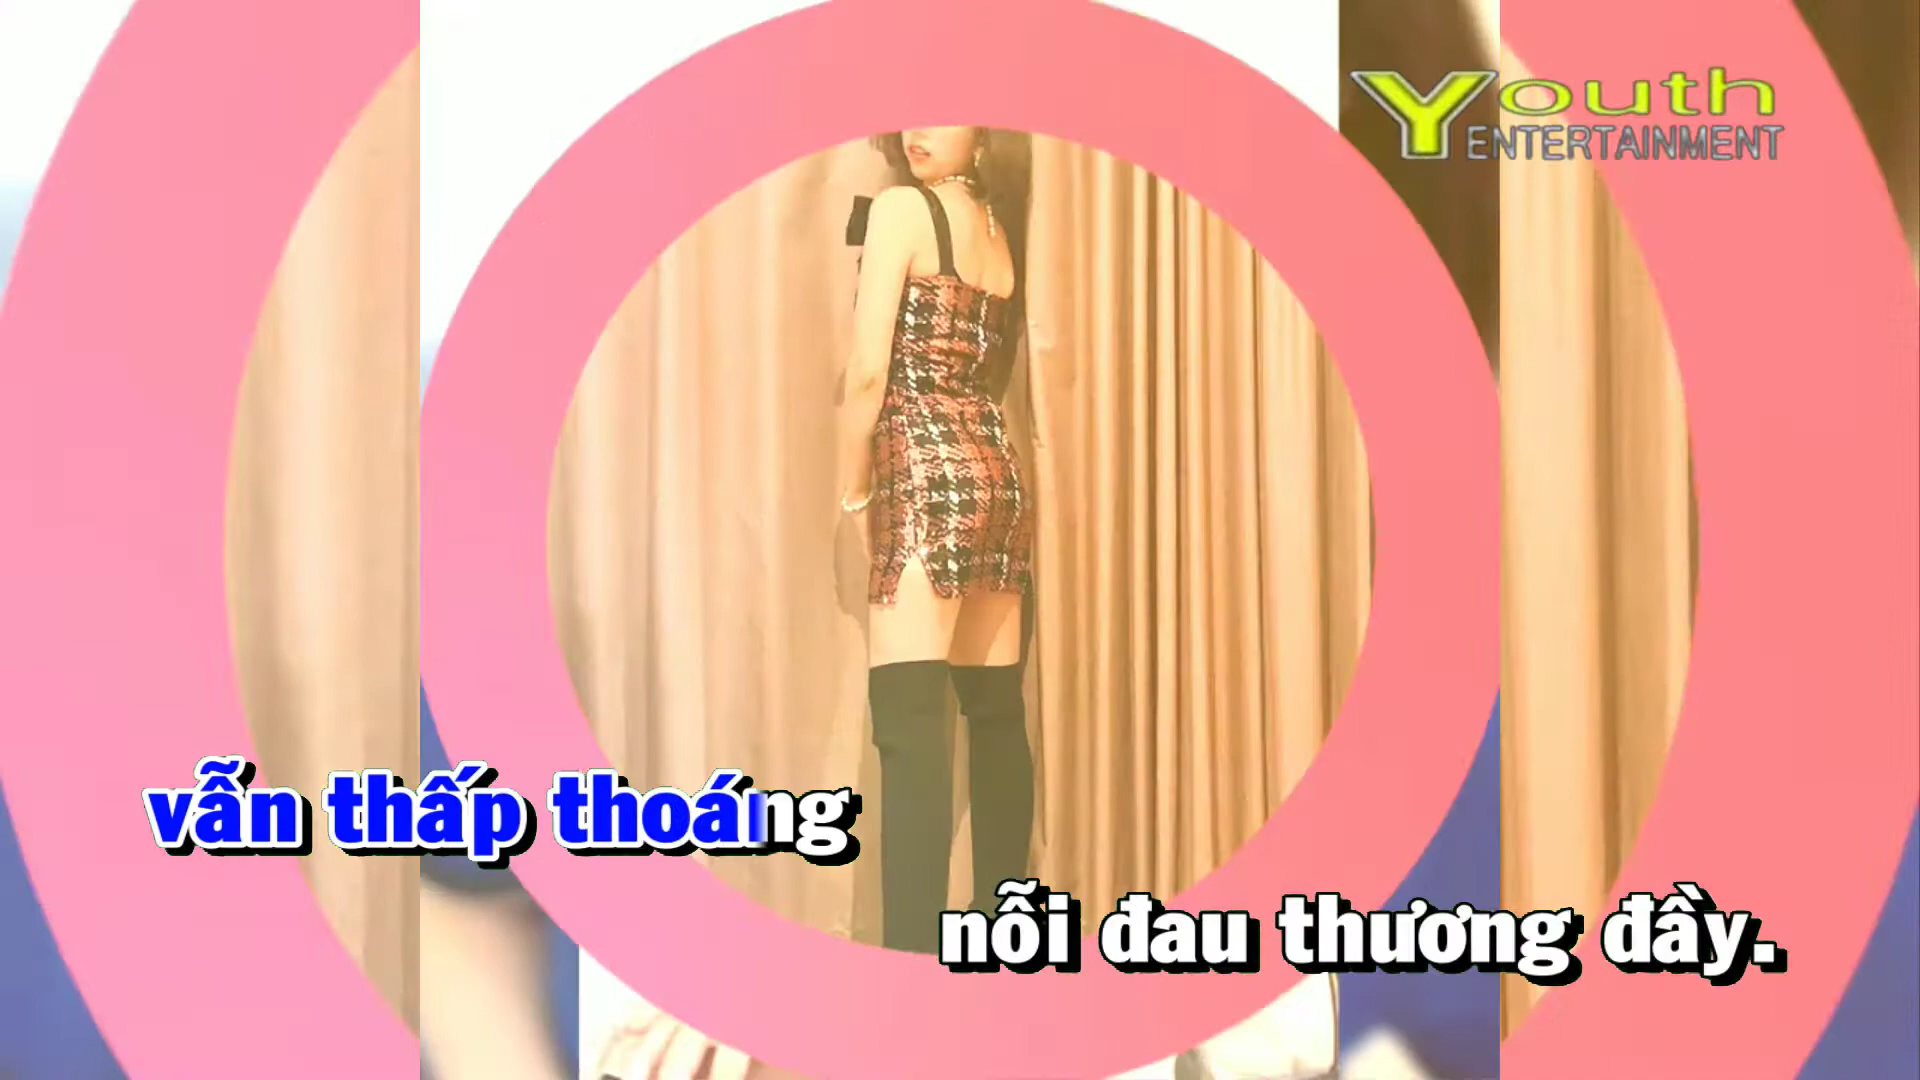 Youth
ENTERTAINMENT
vẫn thấp thoáng
nỗi đau thương đầy.